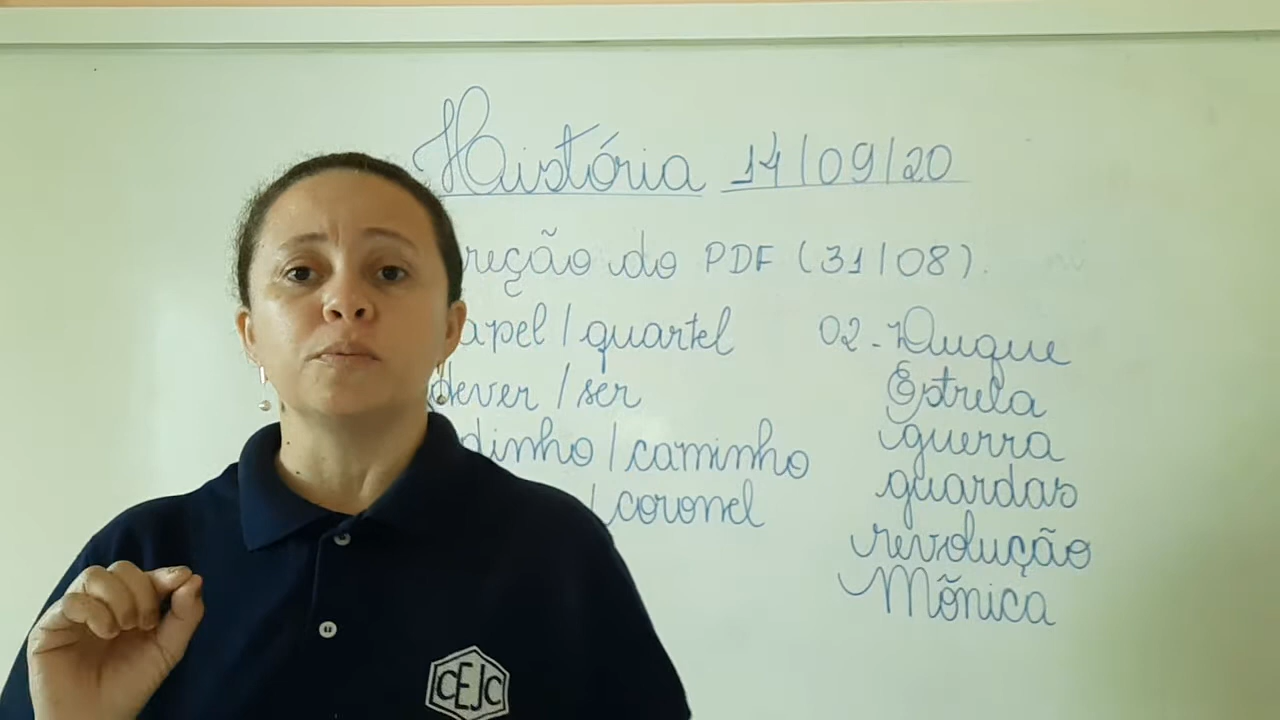 História 14/09/20
reção do PDF (31/08).
apel / quartel
dever / ser
dinho / caminho
/ coronel
02 - Duque
Estrela
guerra
guardas
revolução
Mõnica
CEJC